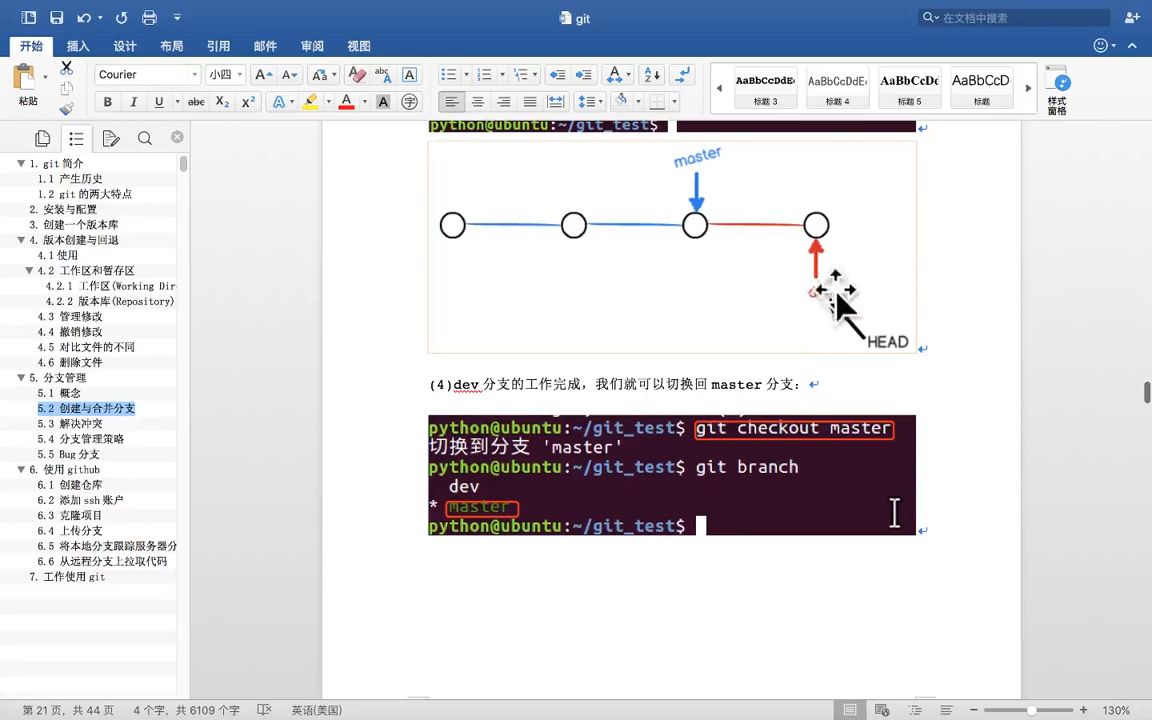 git
在文档中搜索
开始 插入 设计 布局 引用 邮件 审阅 视图
粘贴
Courier
小四
AaBbCcDdE AaBbCcDdE AaBbCcDc AaBbCcD
标题 3 标题 4 标题 5 标题
样式
窗格
1. git 简介
1.1 产生历史
1.2 git 的两大特点
2. 安装与配置
3. 创建一个版本库
4. 版本创建与回退
4.1 使用
4.2 工作区和暂存区
4.2.1 工作区(Working Dir
4.2.2 版本库(Repository)
4.3 管理修改
4.4 撤销修改
4.5 对比文件的不同
4.6 删除文件
5. 分支管理
5.1 概念
5.2 创建与合并分支
5.3 解决冲突
5.4 分支管理策略
5.5 Bug 分支
6. 使用 github
6.1 创建仓库
6.2 添加 ssh 账户
6.3 克隆项目
6.4 上传分支
6.5 将本地分支跟踪服务器分
6.6 从远程分支上拉取代码
7. 工作使用 git
python@ubuntu:~/git_test$
master
HEAD
(4)dev 分支的工作完成，我们就可以切换回 master 分支：
python@ubuntu:~/git_test$ git checkout master
切换到分支 'master'
python@ubuntu:~/git_test$ git branch
dev
* master
python@ubuntu:~/git_test$
第 21 页，共 44 页 4 个字，共 6109 个字 英语(美国) 130%